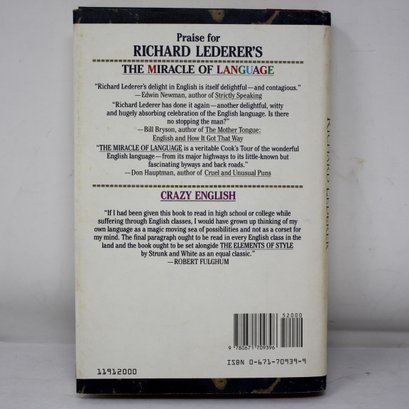 Praise for
RICHARD LEDERER'S
THE MIRACLE OF LANGUAGE
"Richard Lederer's delight in English is itself delightful—and contagious."
—Edwin Newman, author of Strictly Speaking
"Richard Lederer has done it again—another delightful, witty
and hugely absorbing celebration of the English language. Is there
no stopping the man?"
—Bill Bryson, author of The Mother Tongue:
English and How It Got That Way
"THE MIRACLE OF LANGUAGE is a veritable Cook's Tour of the wonderful
English language—from its major highways to its little-known but
fascinating byways and back roads."
—Don Hauptman, author of Cruel and Unusual Puns
CRAZY ENGLISH
"If I had been given this book to read in high school or college while
suffering through English classes, I would have grown up thinking of my
own language as a magic moving sea of possibilities and not as a corset for
my mind. The final paragraph ought to be read in every English class in
the land and the book ought to be set alongside THE ELEMENTS OF STYLE
by Strunk and White as an equal classic."
—ROBERT FULGHUM
52000
9 780671 709396
ISBN 0-671-70939-9
11912000
RICHARD LEDERER